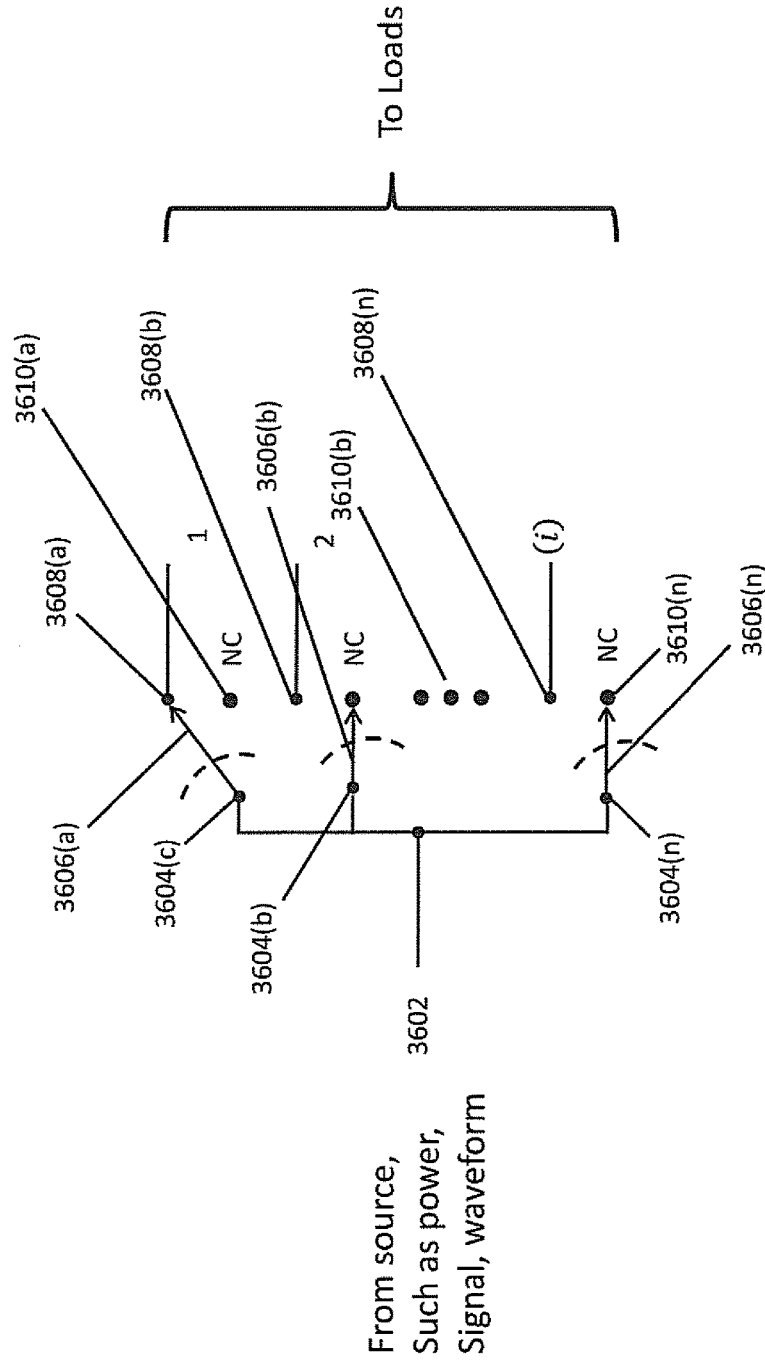 3610(a)
3608(a)
3606(a)
3608(b)
1
3604(c)
NC
3606(b)
2
3604(b)
NC
3610(b)
3608(n)
To Loads
3602
From source,
Such as power,
Signal, waveform
(i)
NC
3610(n)
3604(n)
3606(n)